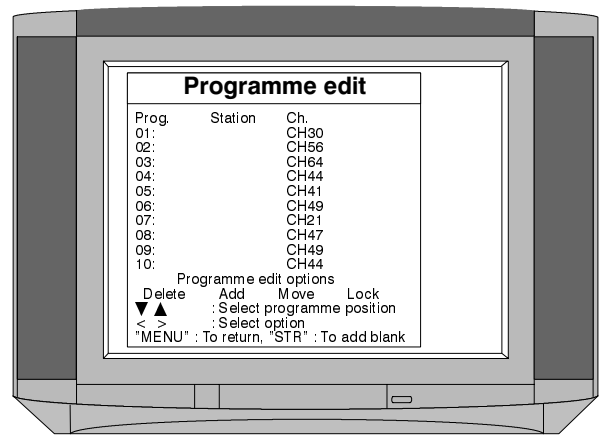 Programme edit
Prog. Station Ch.
01: CH30
02: CH56
03: CH64
04: CH44
05: CH41
06: CH49
07: CH21
08: CH47
09: CH49
10: CH44
Programme edit options
Delete Add Move Lock
▼ ▲ : Select programme position
< > : Select option
"MENU" : To return, "STR" : To add blank